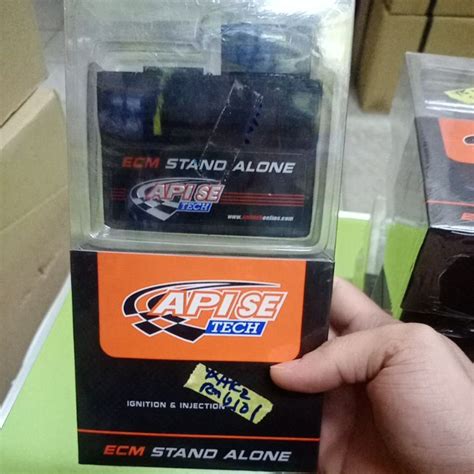 ECM STAND ALONE
APISE
TECH
APISE
TECH
IGNITION & INJECTION
ECM STAND ALONE